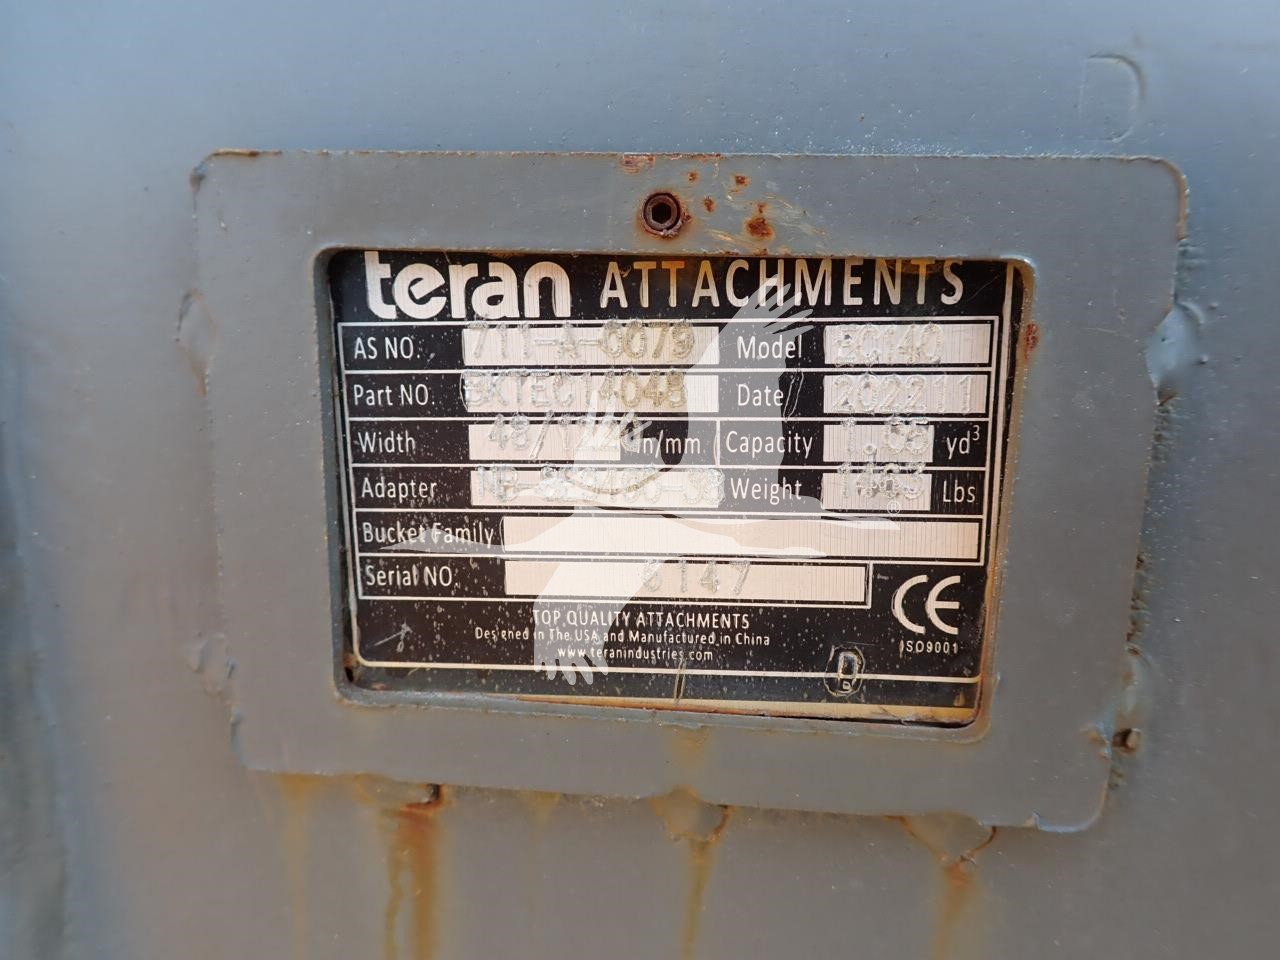 teran ATTACHMENTS
AS NO. 711-A-0079 Model EC140
Part NO. BKTEC14048 Date 202211
Width in/mm Capacity yd³
Adapter Weight Lbs
Bucket Family
Serial NO. 6147
CE
ISO9001
TOP QUALITY ATTACHMENTS
Designed in The USA and Manufactured in China
www.teranindustries.com